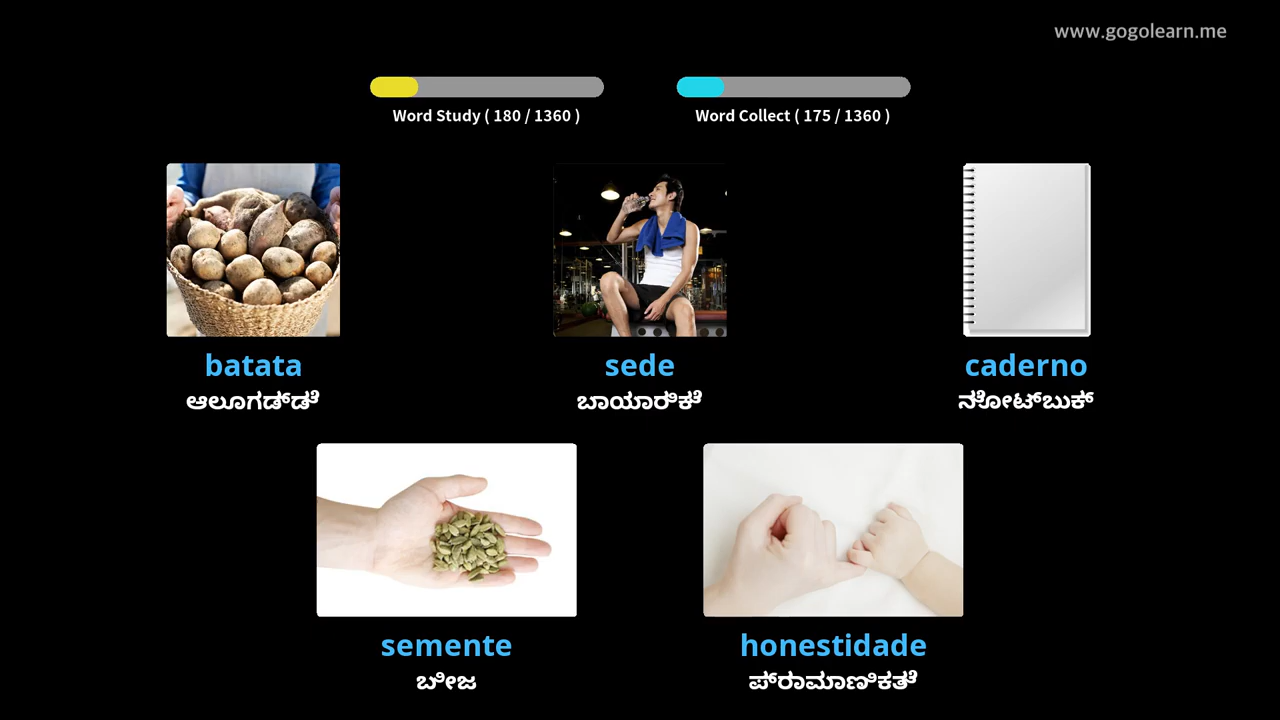 www.gogolearn.me
Word Study ( 180 / 1360 )
Word Collect ( 175 / 1360 )
batata
ಆಲೂಗಡ್ಡೆ
sede
ಬಾಯಾರಿಕೆ
caderno
ನೋಟ್‌ಬುಕ್
semente
ಬೀಜ
honestidade
ಪ್ರಾಮಾಣಿಕತೆ